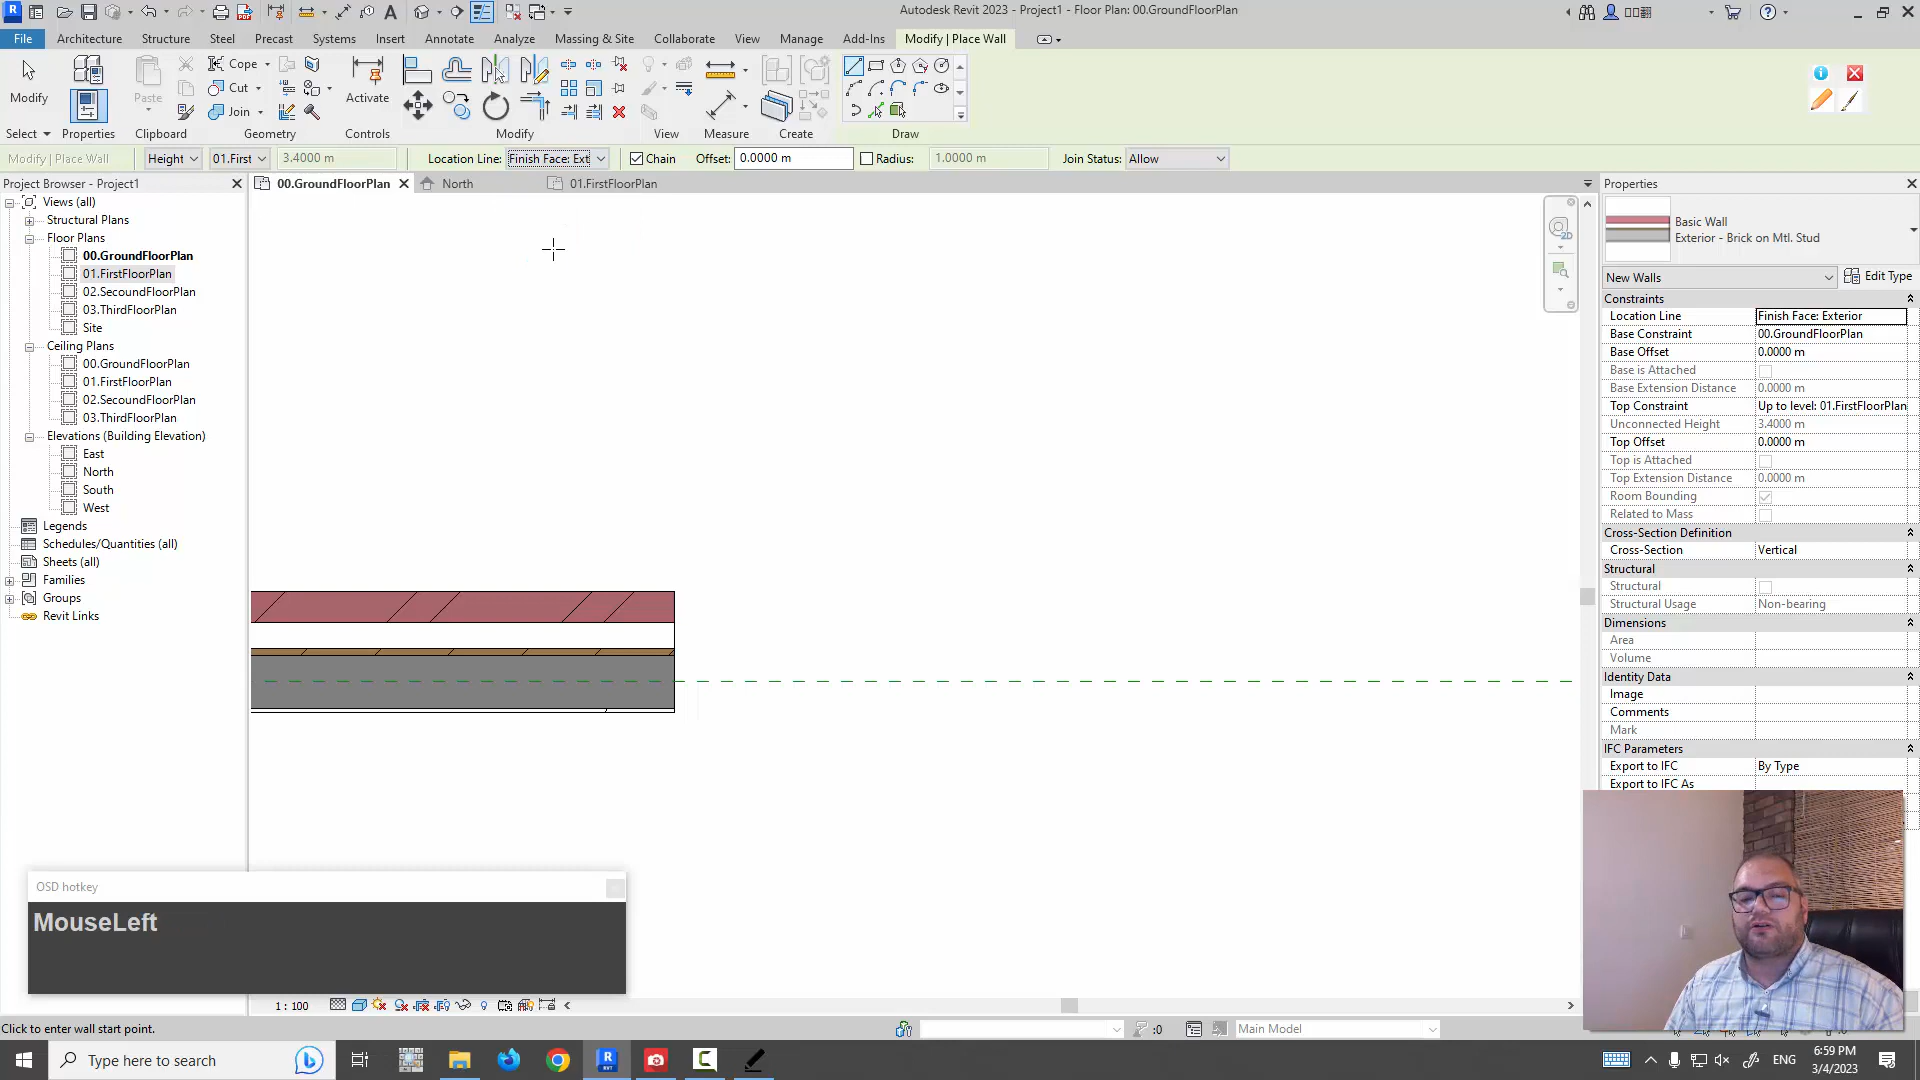 Autodesk Revit 2023 - Project1 - Floor Plan: 00.GroundFloorPlan
File Architecture Structure Steel Precast Systems Insert Annotate Analyze Massing & Site Collaborate View Manage Add-Ins Modify | Place Wall
Modify
Paste
Cope
Cut
Join
Activate
Select Properties Clipboard Geometry Controls Modify View Measure Create Draw
Modify | Place Wall Height 01.First 3.4000 m Location Line: Finish Face: Ext Chain Offset: 0.0000 m Radius: 1.0000 m Join Status: Allow
Project Browser - Project1
00.GroundFloorPlan North 01.FirstFloorPlan
Views (all)
Structural Plans
Floor Plans
00.GroundFloorPlan
01.FirstFloorPlan
02.SecoundFloorPlan
03.ThirdFloorPlan
Site
Ceiling Plans
00.GroundFloorPlan
01.FirstFloorPlan
02.SecoundFloorPlan
03.ThirdFloorPlan
Elevations (Building Elevation)
East
North
South
West
Legends
Schedules/Quantities (all)
Sheets (all)
Families
Groups
Revit Links
2D
Properties
Basic Wall
Exterior - Brick on Mtl. Stud
New Walls Edit Type
Constraints
Location Line Finish Face: Exterior
Base Constraint 00.GroundFloorPlan
Base Offset 0.0000 m
Base is Attached
Base Extension Distance 0.0000 m
Top Constraint Up to level: 01.FirstFloorPlan
Unconnected Height 3.4000 m
Top Offset 0.0000 m
Top is Attached
Top Extension Distance 0.0000 m
Room Bounding
Related to Mass
Cross-Section Definition
Cross-Section Vertical
Structural
Structural
Structural Usage Non-bearing
Dimensions
Area
Volume
Identity Data
Image
Comments
Mark
IFC Parameters
Export to IFC By Type
Export to IFC As
OSD hotkey
MouseLeft
1 : 100
Click to enter wall start point.
:0 Main Model
Type here to search
ENG
6:59 PM
3/4/2023